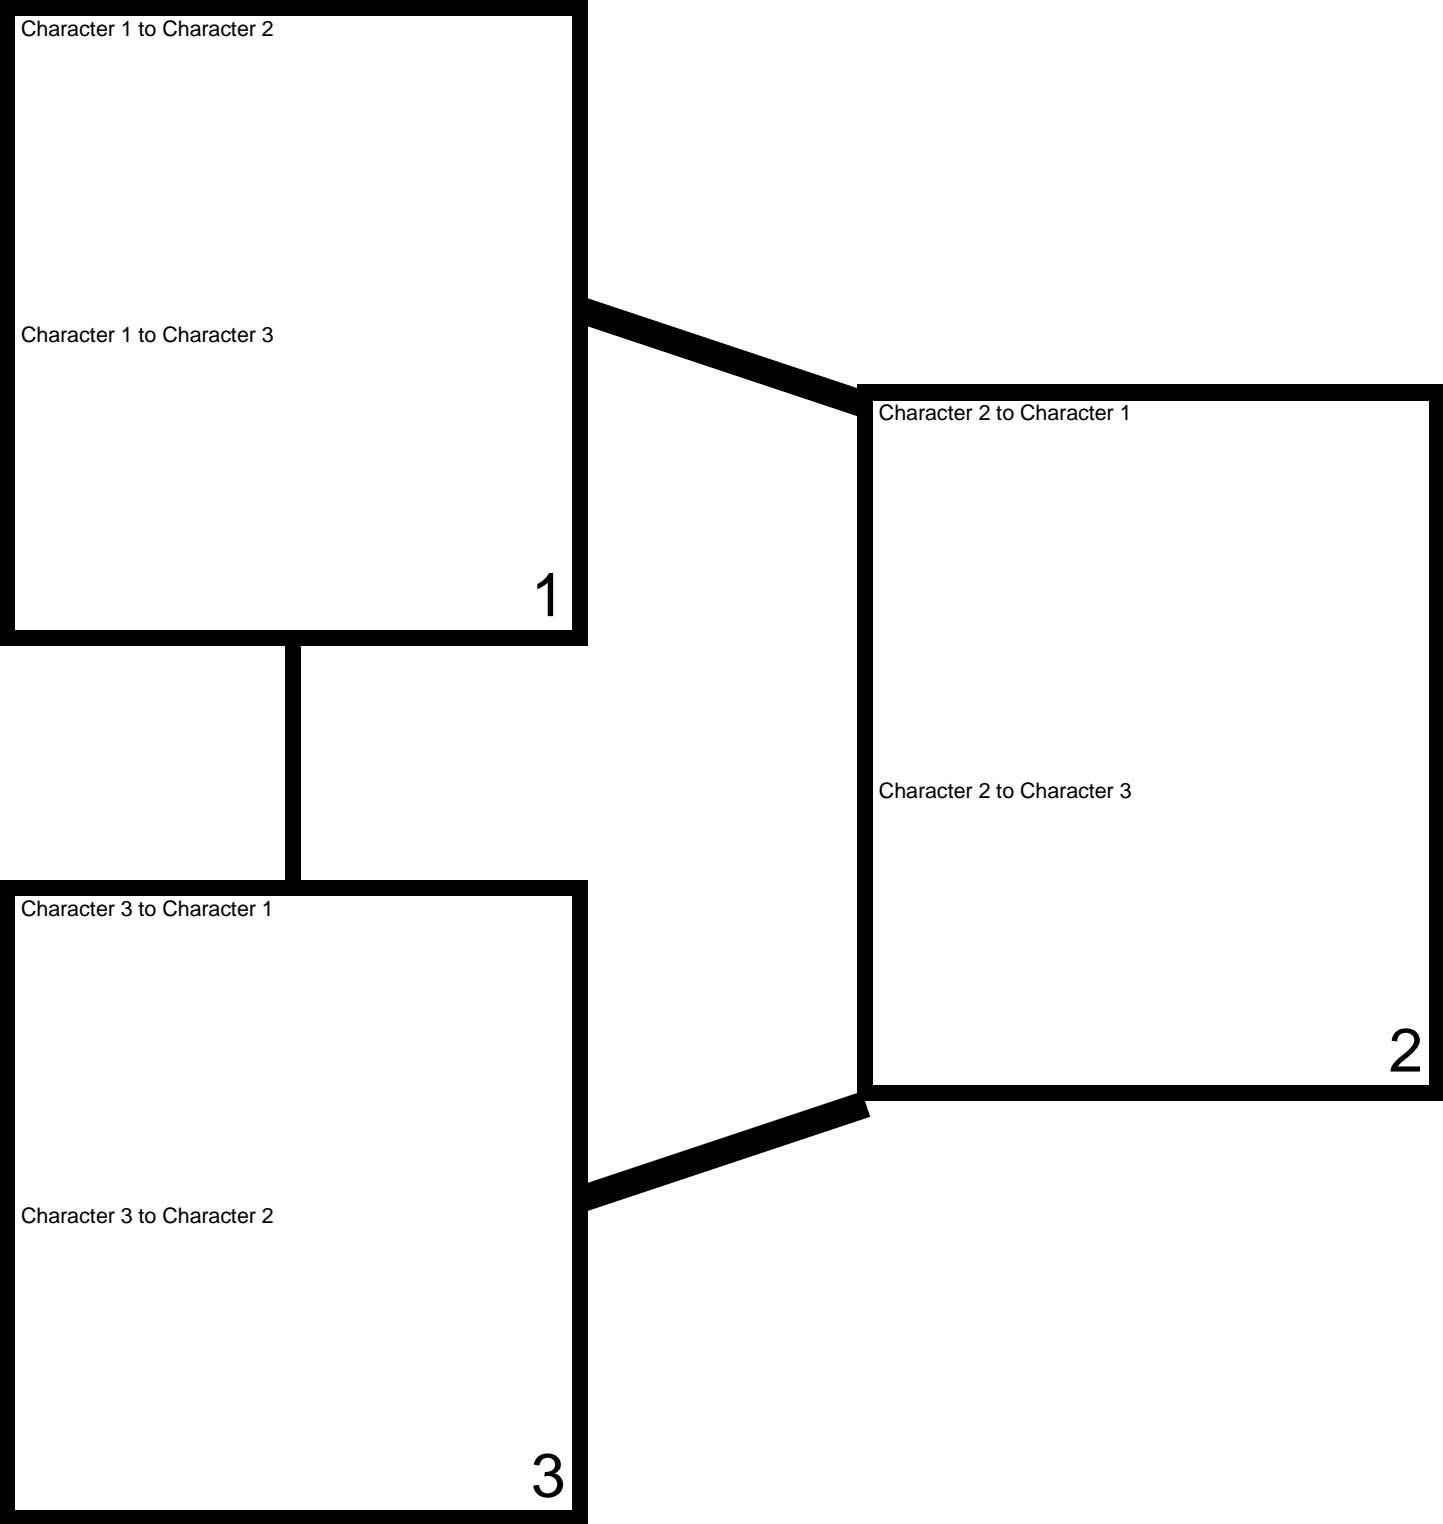 Character 1 to Character 2
Character 1 to Character 3
1
Character 2 to Character 1
Character 2 to Character 3
2
Character 3 to Character 1
Character 3 to Character 2
3